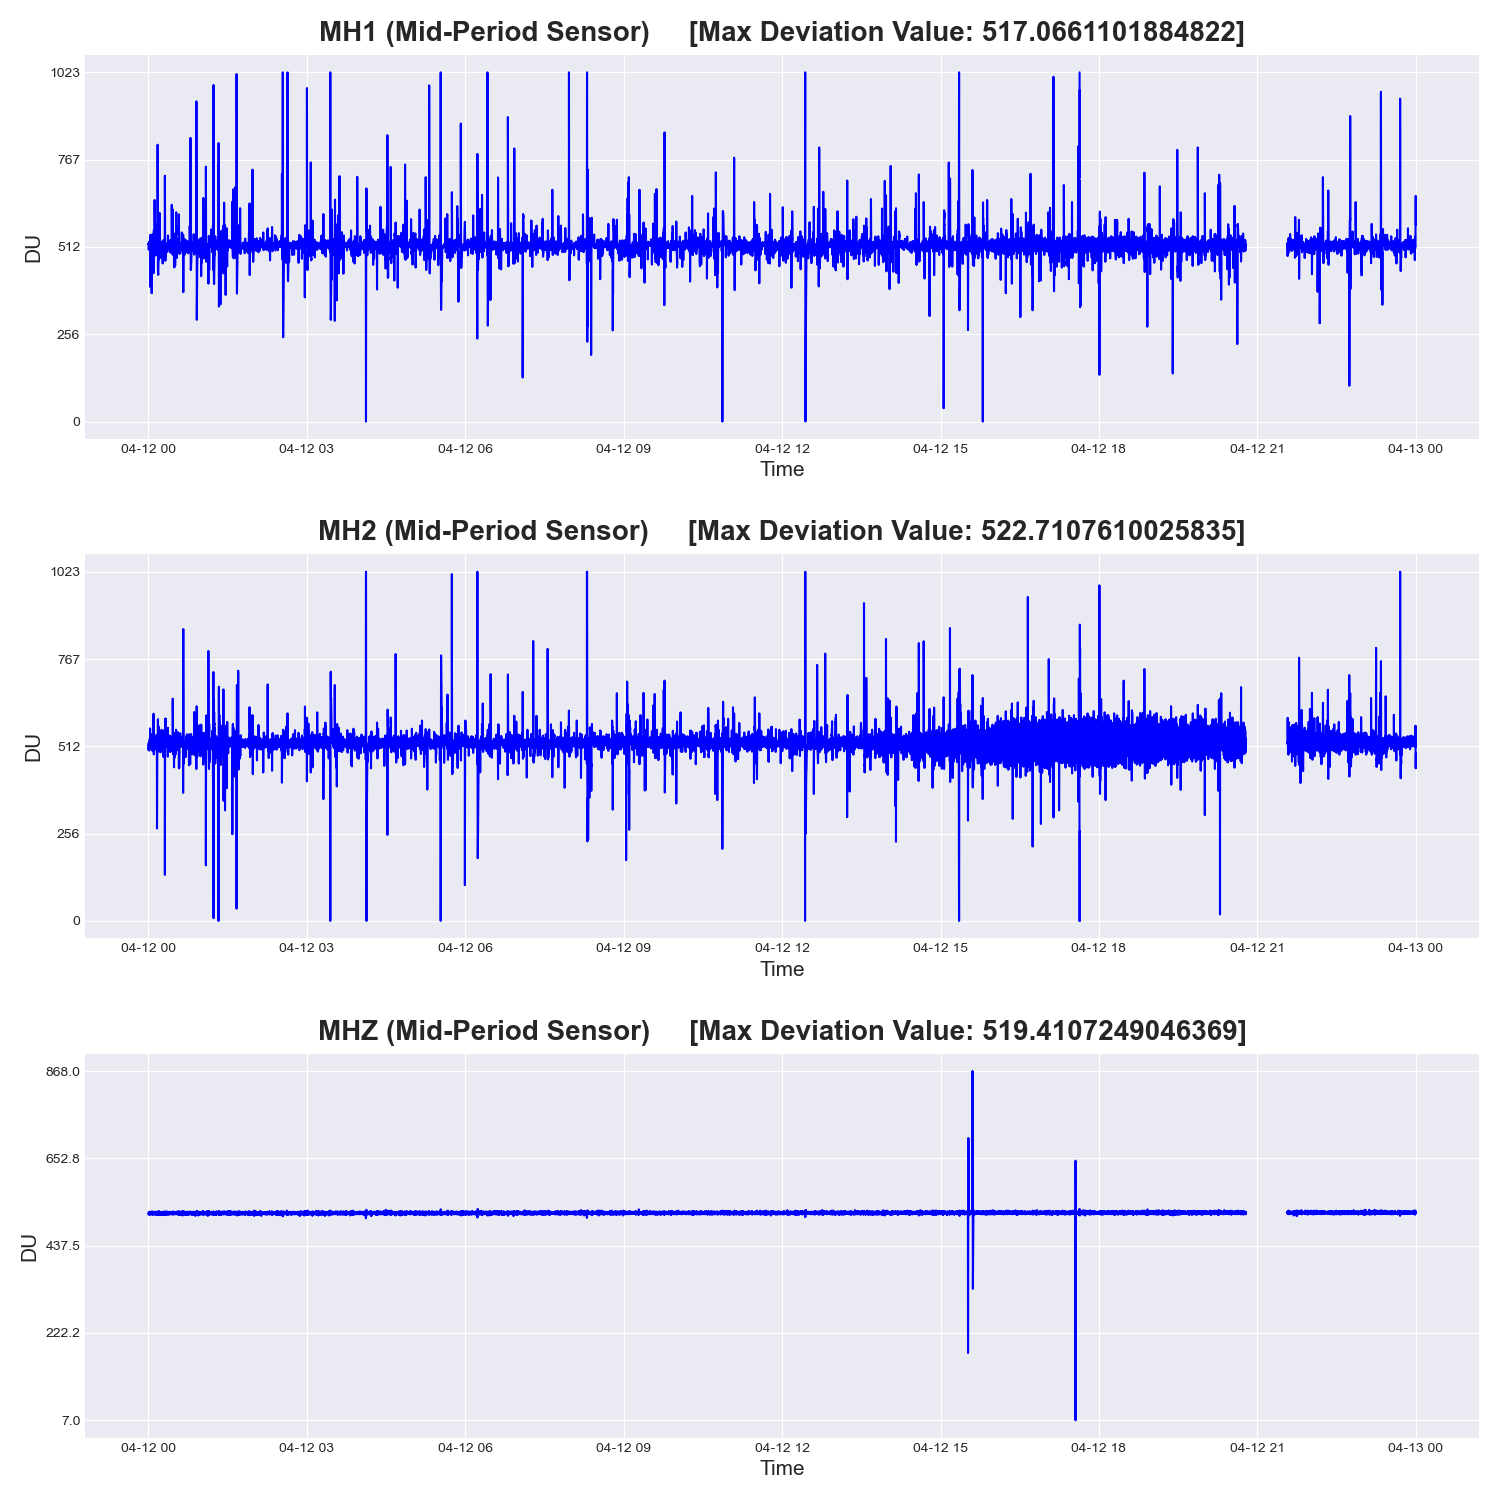 MH1 (Mid-Period Sensor) [Max Deviation Value: 517.0661101884822]
1023
767
512
256
0
DU
04-12 00 04-12 03 04-12 06 04-12 09 04-12 12 04-12 15 04-12 18 04-12 21 04-13 00
Time
MH2 (Mid-Period Sensor) [Max Deviation Value: 522.7107610025835]
1023
767
512
256
0
DU
04-12 00 04-12 03 04-12 06 04-12 09 04-12 12 04-12 15 04-12 18 04-12 21 04-13 00
Time
MHZ (Mid-Period Sensor) [Max Deviation Value: 519.4107249046369]
868.0
652.8
437.5
222.2
7.0
DU
04-12 00 04-12 03 04-12 06 04-12 09 04-12 12 04-12 15 04-12 18 04-12 21 04-13 00
Time